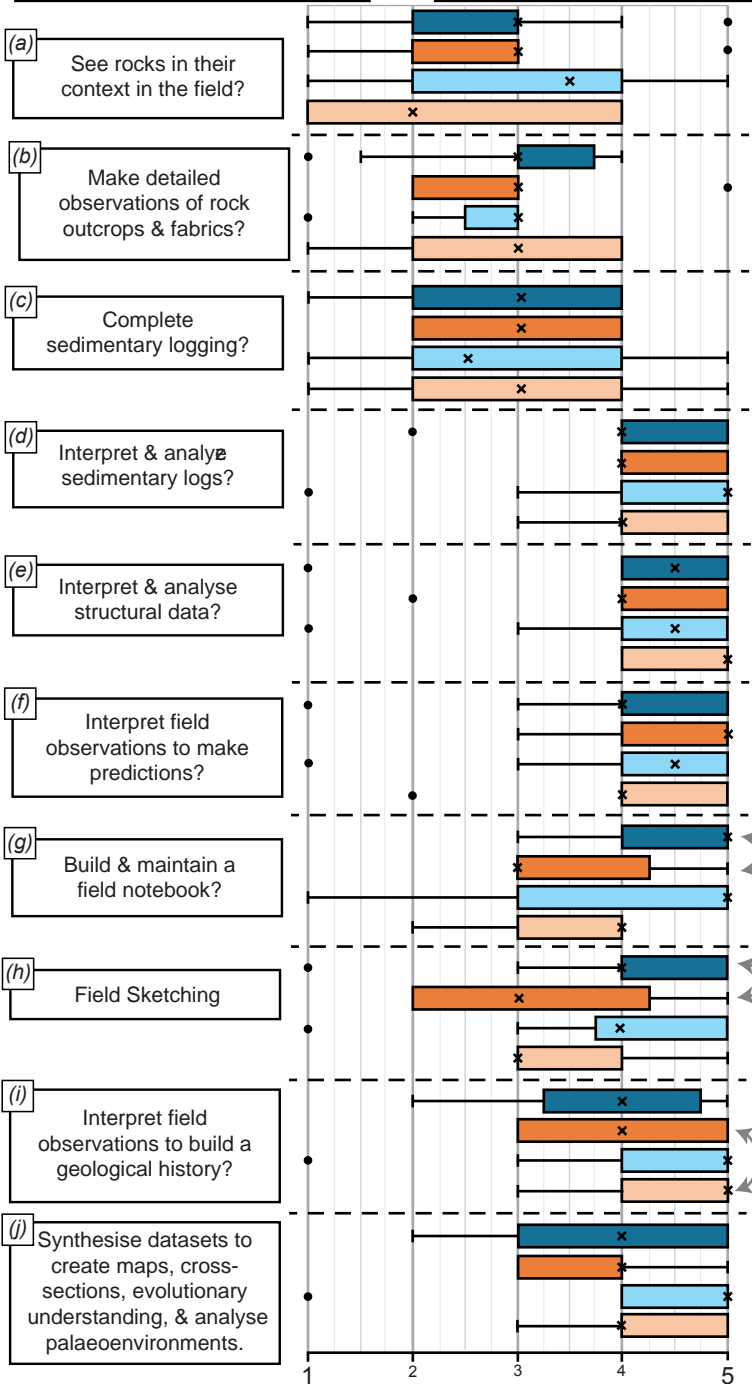 (a)
See rocks in their
context in the field?
(b)
Make detailed
observations of rock
outcrops & fabrics?
(c)
Complete
sedimentary logging?
(d)
Interpret & analyze
sedimentary logs?
(e)
Interpret & analyse
structural data?
(f)
Interpret field
observations to make
predictions?
(g)
Build & maintain a
field notebook?
(h)
Field Sketching
(i)
Interpret field
observations to build a
geological history?
(j)
Synthesise datasets to
create maps, cross-
sections, evolutionary
understanding, & analyse
palaeoenvironments.
1 2 3 4 5